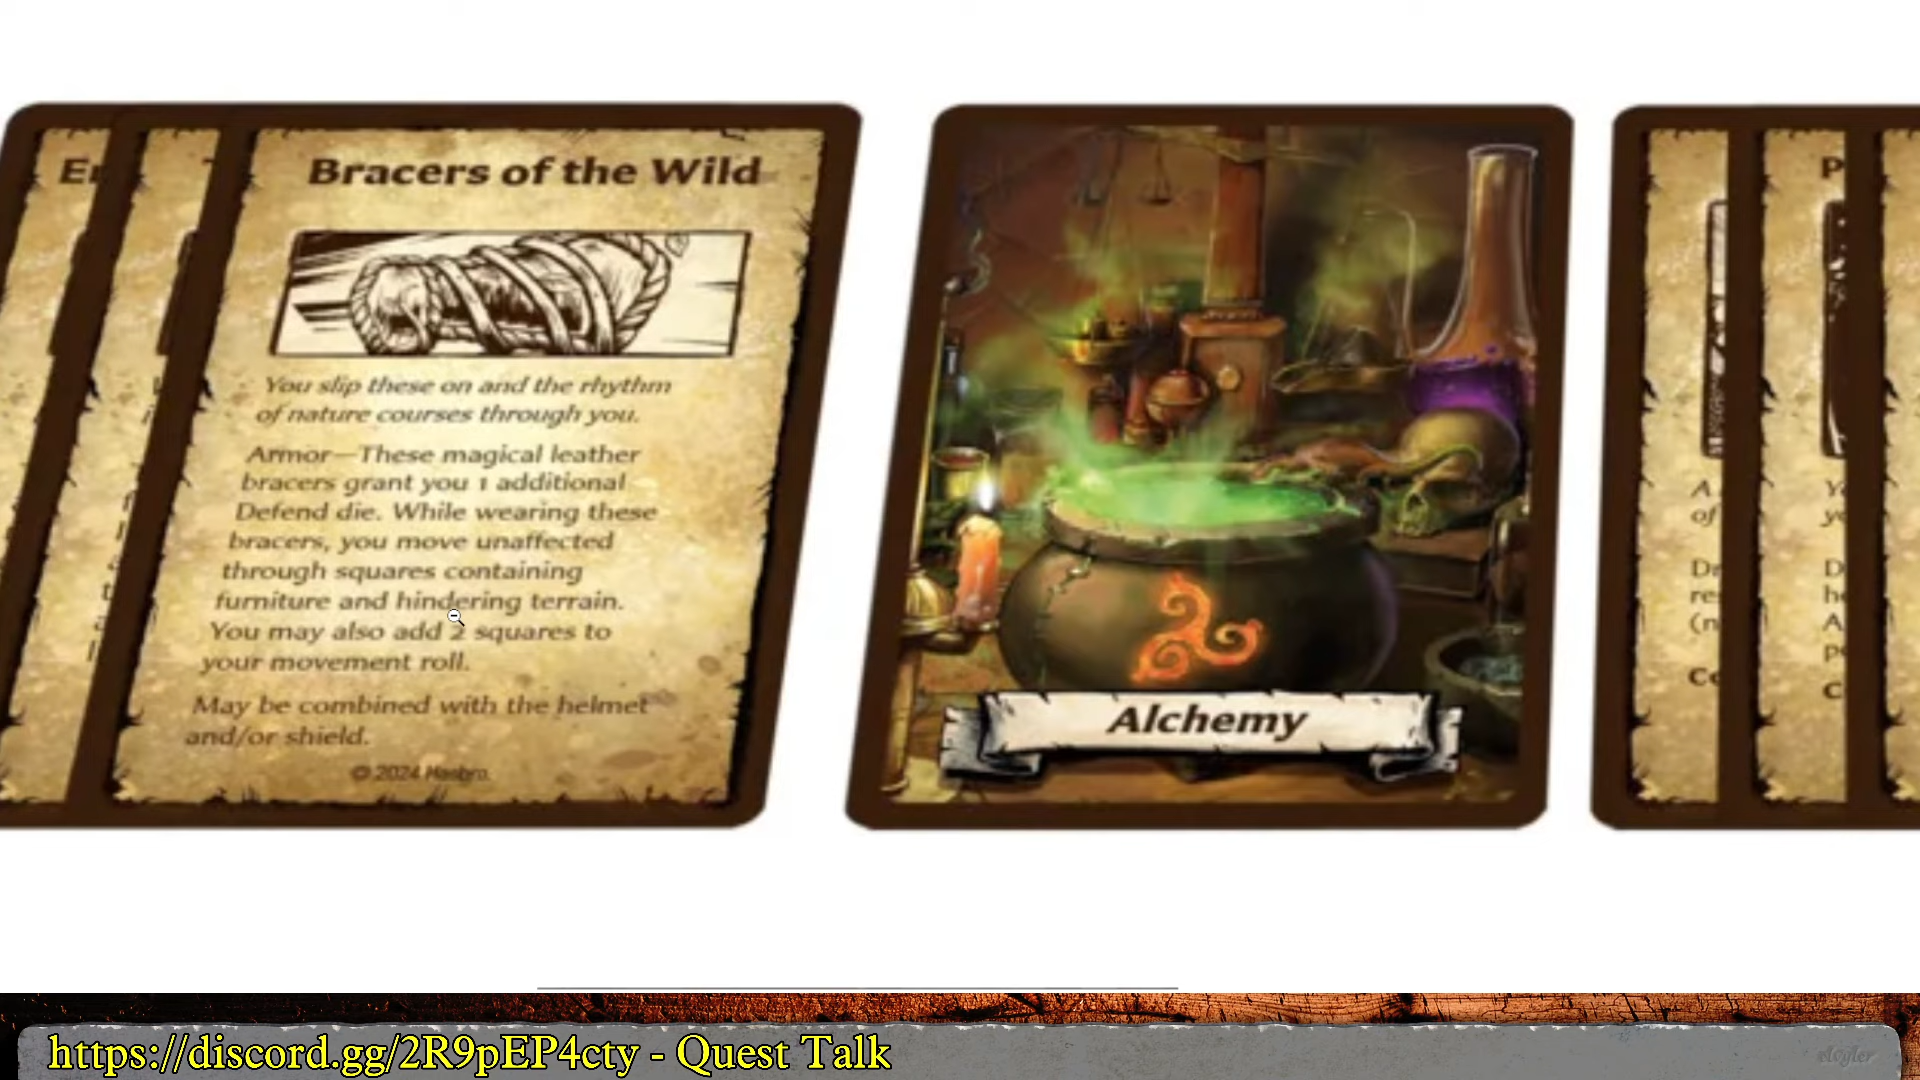 Bracers of the Wild
You slip these on and the rhythm
of nature courses through you.
Armor—These magical leather
bracers grant you 1 additional
Defend die. While wearing these
bracers, you move unaffected
through squares containing
furniture and hindering terrain.
You may also add 2 squares to
your movement roll.
May be combined with the helmet
and/or shield.
© 2024 Hasbro.
Alchemy
A
of
(n
https://discord.gg/2R9pEP4cty - Quest Talk